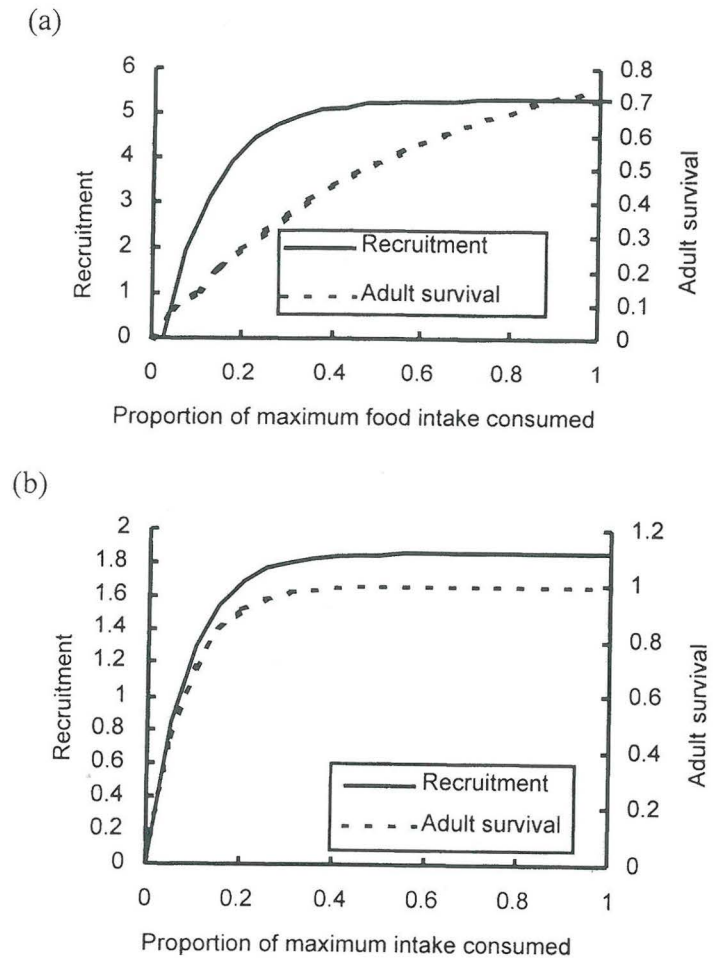 (a)
6
5
4
3
2
1
0
Recruitment
0.8
0.7
0.6
0.5
0.4
0.3
0.2
0.1
0
Adult survival
Recruitment
Adult survival
0 0.2 0.4 0.6 0.8 1
Proportion of maximum food intake consumed
(b)
2
1.8
1.6
1.4
1.2
1
0.8
0.6
0.4
0.2
0
Recruitment
1.2
1
0.8
0.6
0.4
0.2
0
Adult survival
Recruitment
Adult survival
0 0.2 0.4 0.6 0.8 1
Proportion of maximum intake consumed